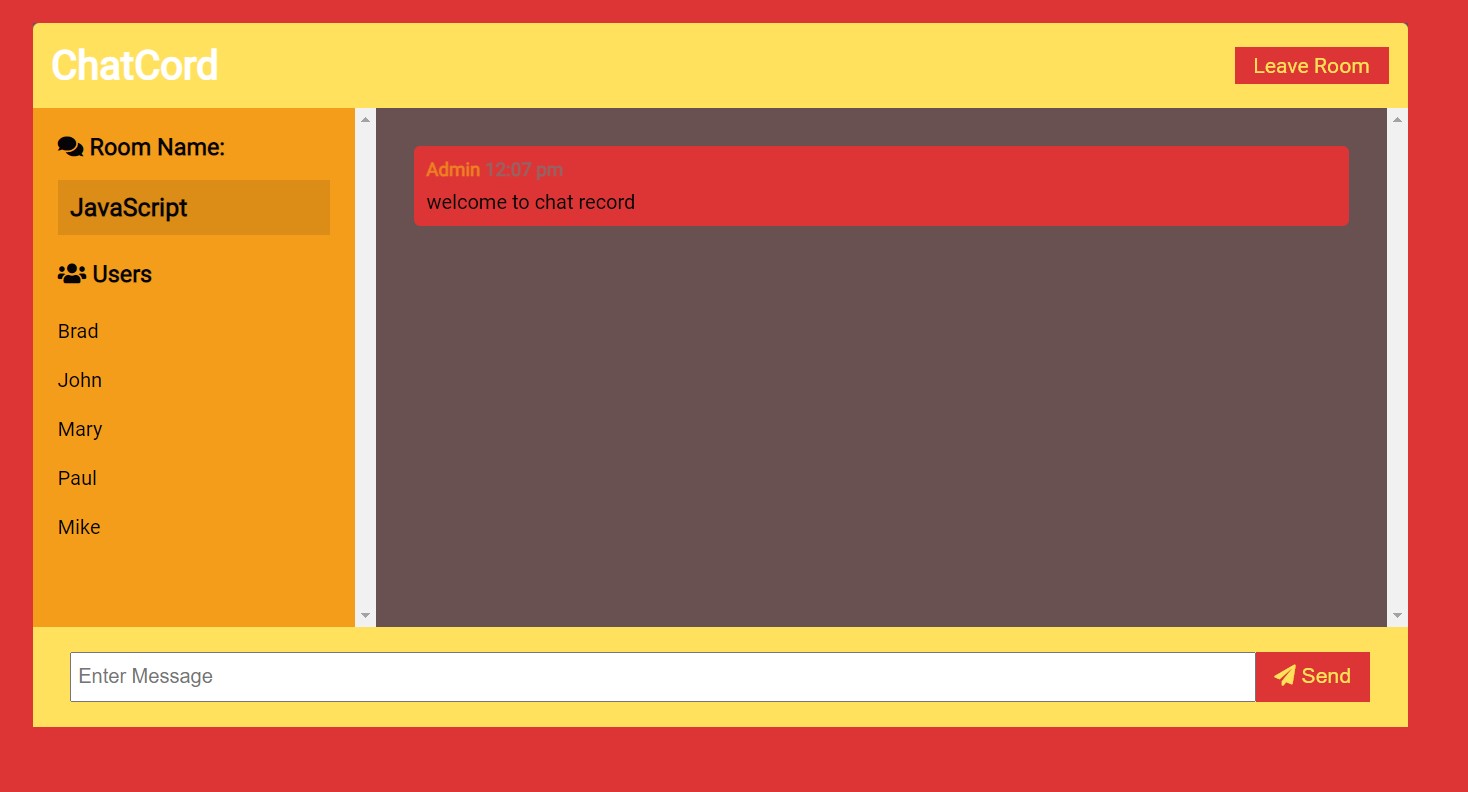 ChatCord
Leave Room
Room Name:
JavaScript
Users
Brad
John
Mary
Paul
Mike
Admin 12:07 pm
welcome to chat record
Enter Message
Send